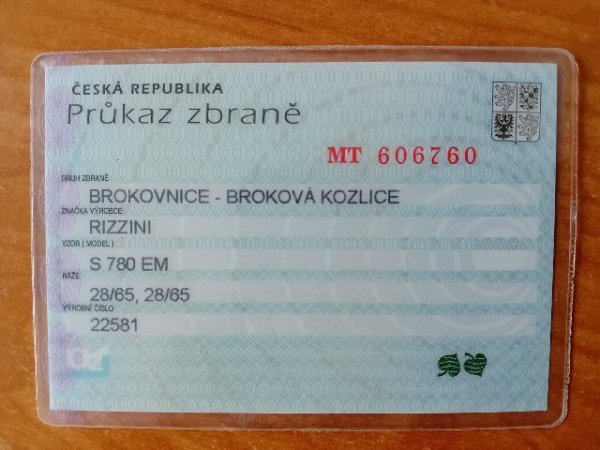 ČESKÁ REPUBLIKA
Průkaz zbraně
MT 606760
DRUH ZBRANĚ
BROKOVNICE - BROKOVÁ KOZLICE
ZNAČKA VÝROBCE
RIZZINI
VZOR ( MODEL )
S 780 EM
RÁŽE
28/65, 28/65
VÝROBNÍ ČÍSLO
22581